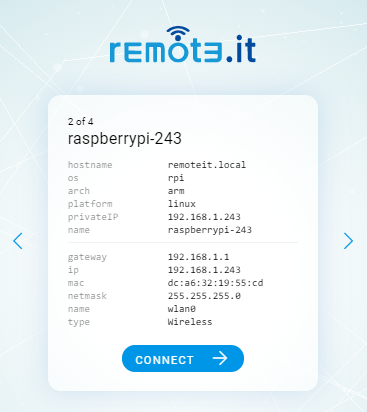 remote.it
2 of 4
raspberrypi-243
hostname remoteit.local
os rpi
arch arm
platform linux
privateIP 192.168.1.243
name raspberrypi-243
gateway 192.168.1.1
ip 192.168.1.243
mac dc:a6:32:19:55:cd
netmask 255.255.255.0
name wlan0
type Wireless
CONNECT